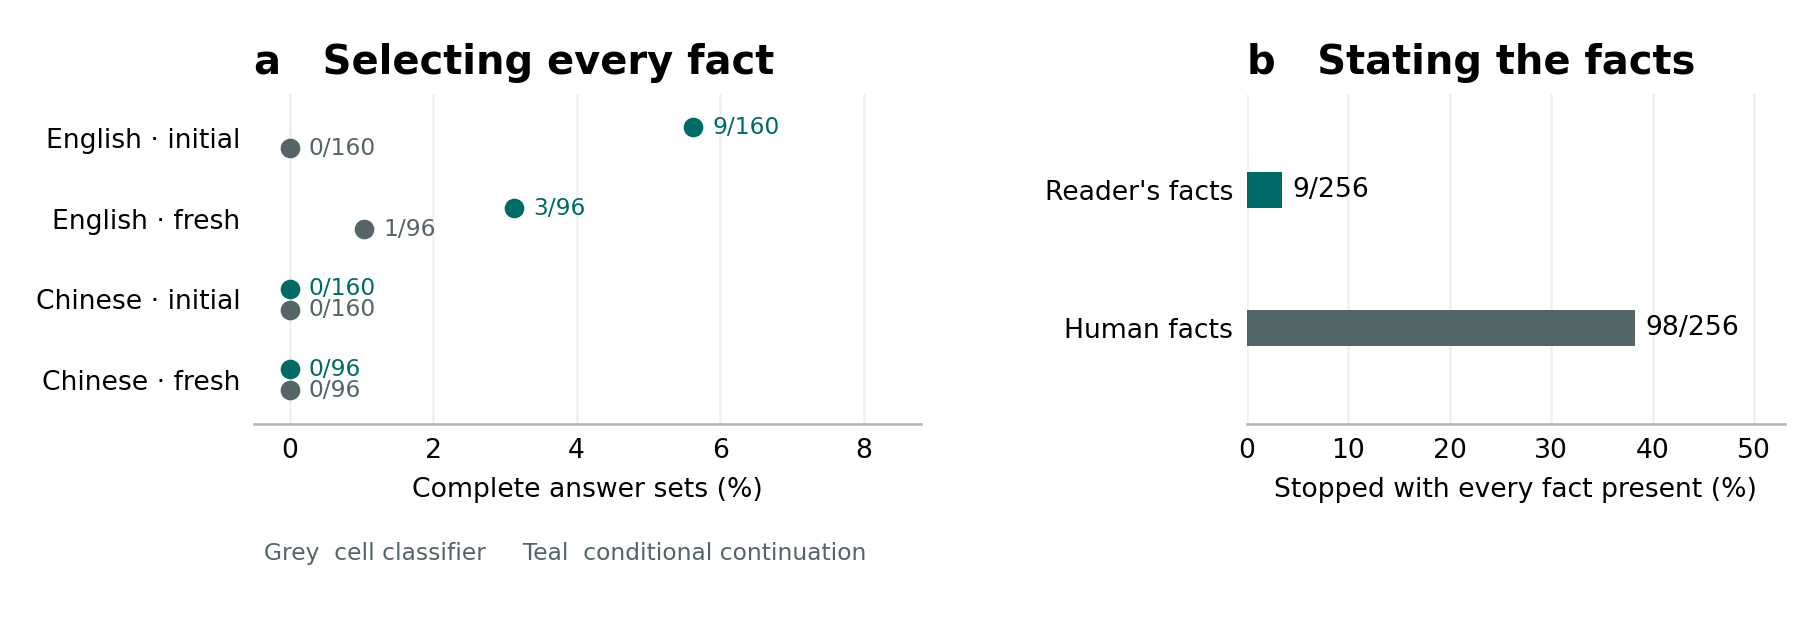 a Selecting every fact
English · initial
9/160
0/160
English · fresh
3/96
1/96
Chinese · initial
0/160
0/160
Chinese · fresh
0/96
0/96
0 2 4 6 8
Complete answer sets (%)
Grey cell classifier Teal conditional continuation
b Stating the facts
Reader's facts
9/256
Human facts
98/256
0 10 20 30 40 50
Stopped with every fact present (%)